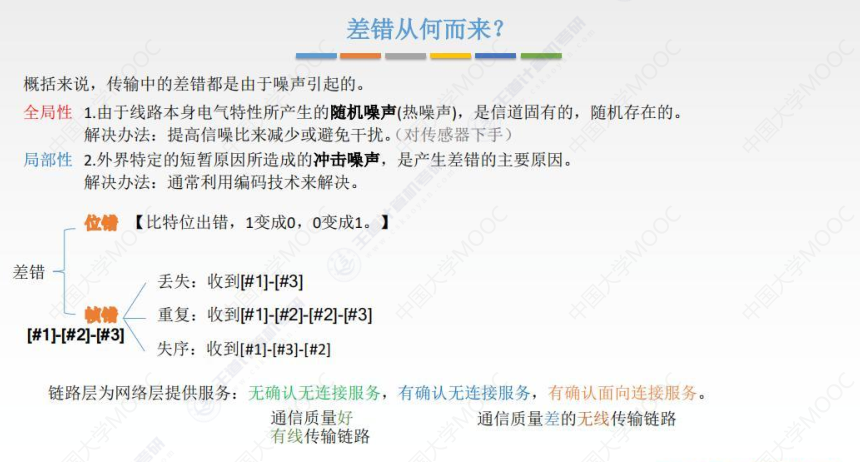 差错从何而来？
概括来说，传输中的差错都是由于噪声引起的。
全局性 1.由于线路本身电气特性所产生的随机噪声(热噪声)，是信道固有的，随机存在的。
解决办法：提高信噪比来减少或避免干扰。（对传感器下手）
局部性 2.外界特定的短暂原因所造成的冲击噪声，是产生差错的主要原因。
解决办法：通常利用编码技术来解决。
位错 【比特位出错，1变成0，0变成1。】
差错
丢失：收到[#1]-[#3]
帧错 重复：收到[#1]-[#2]-[#2]-[#3]
[#1]-[#2]-[#3]
失序：收到[#1]-[#3]-[#2]
链路层为网络层提供服务：无确认无连接服务，有确认无连接服务，有确认面向连接服务。
通信质量好 通信质量差的无线传输链路
有线传输链路
中国大学MOOC